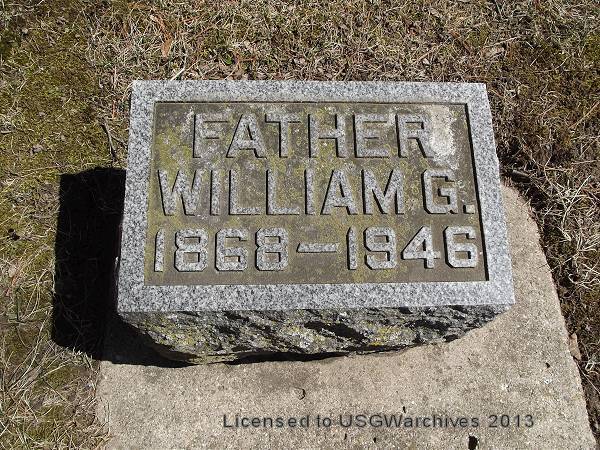 FATHER
WILLIAM G.
1868—1946
Licensed to USGWarchives 2013